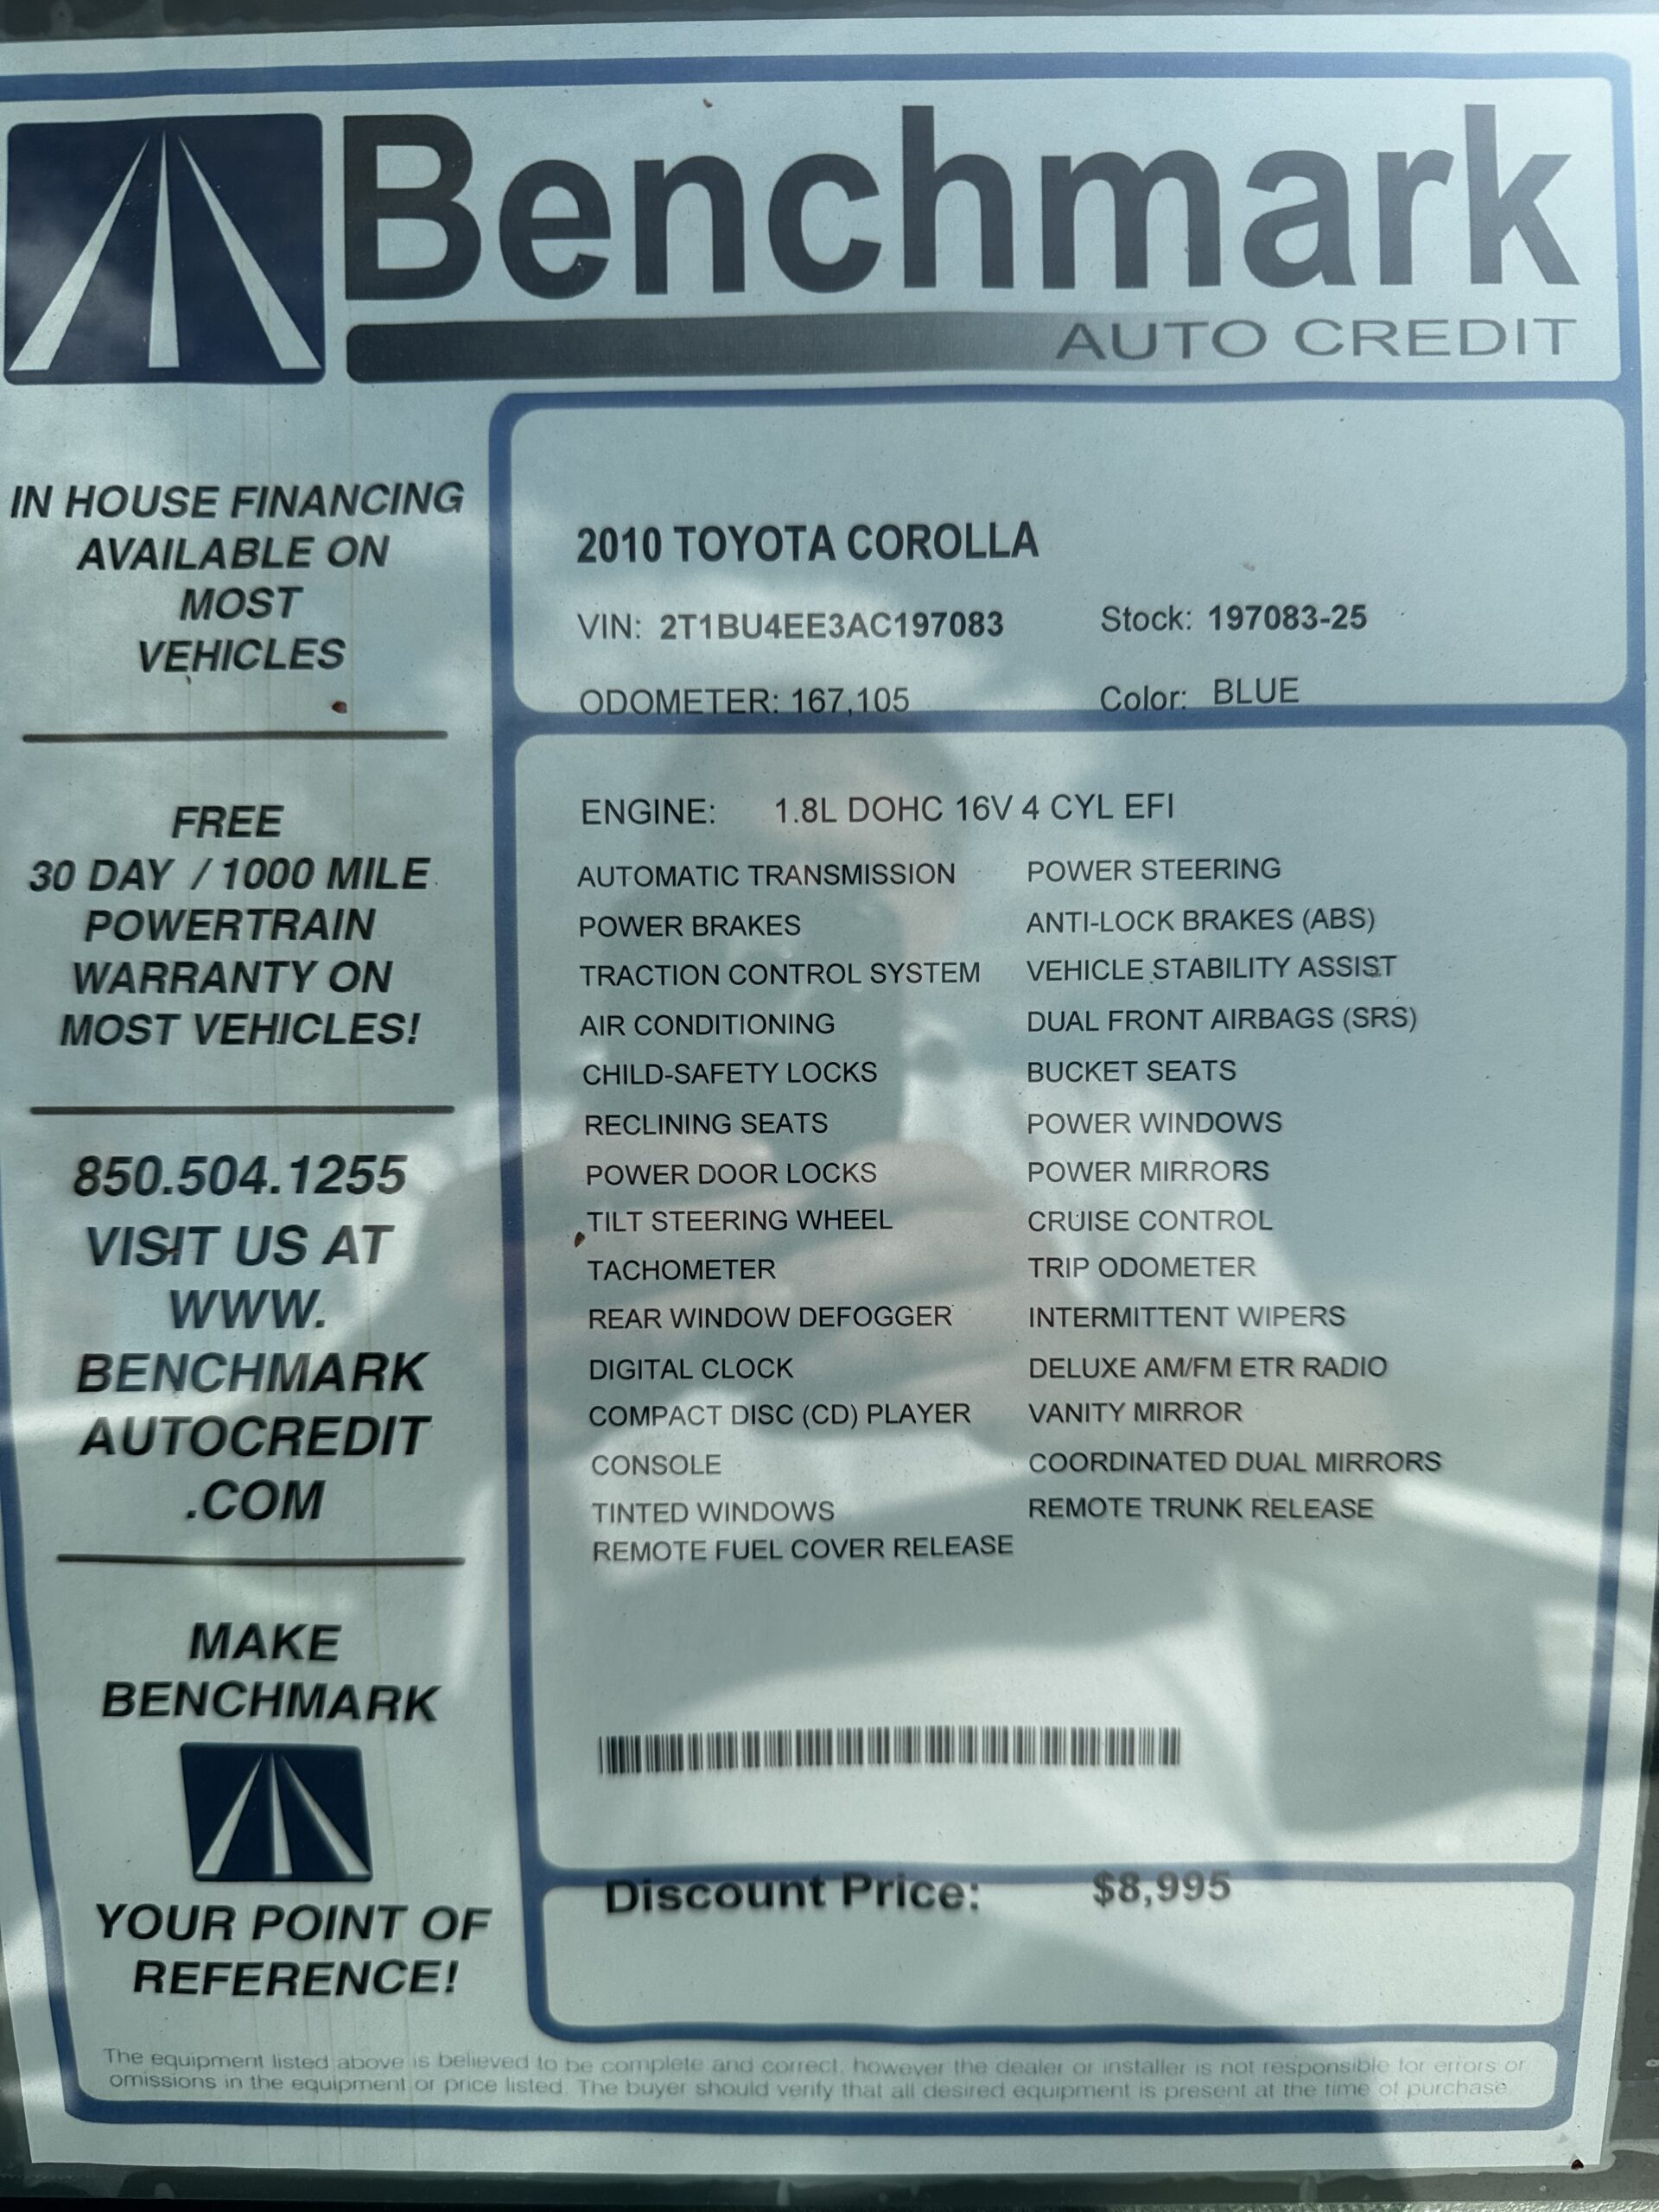 Benchmark
AUTO CREDIT
IN HOUSE FINANCING
AVAILABLE ON
MOST
VEHICLES
FREE
30 DAY / 1000 MILE
POWERTRAIN
WARRANTY ON
MOST VEHICLES!
850.504.1255
VISIT US AT
WWW.
BENCHMARK
AUTOCREDIT
.COM
MAKE
BENCHMARK
YOUR POINT OF
REFERENCE!
2010 TOYOTA COROLLA
VIN: 2T1BU4EE3AC197083 Stock: 197083-25
ODOMETER: 167,105 Color: BLUE
ENGINE: 1.8L DOHC 16V 4 CYL EFI
AUTOMATIC TRANSMISSION POWER STEERING
POWER BRAKES ANTI-LOCK BRAKES (ABS)
TRACTION CONTROL SYSTEM VEHICLE STABILITY ASSIST
AIR CONDITIONING DUAL FRONT AIRBAGS (SRS)
CHILD-SAFETY LOCKS BUCKET SEATS
RECLINING SEATS POWER WINDOWS
POWER DOOR LOCKS POWER MIRRORS
TILT STEERING WHEEL CRUISE CONTROL
TACHOMETER TRIP ODOMETER
REAR WINDOW DEFOGGER INTERMITTENT WIPERS
DIGITAL CLOCK DELUXE AM/FM ETR RADIO
COMPACT DISC (CD) PLAYER VANITY MIRROR
CONSOLE COORDINATED DUAL MIRRORS
TINTED WINDOWS REMOTE TRUNK RELEASE
REMOTE FUEL COVER RELEASE
Discount Price: $8,995
The equipment listed above is believed to be complete and correct, however the dealer or installer is not responsible for errors or
omissions in the equipment or price listed. The buyer should verify that all desired equipment is present at the time of purchase.